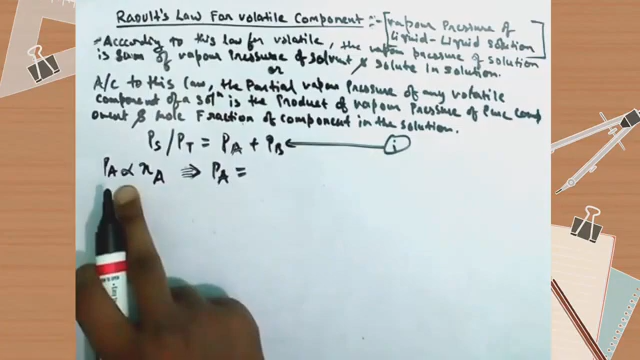 Raoult's Law For Volatile Component :- [vapour Pressure of
liquid-liquid solution]
According to this law for volatile, the vapour pressure of solution
is sum of vapour Pressure of solvent & solute in solution.
or
A/c to this law, the Partial vapour Pressure of any volatile
component of a solⁿ is the Product of vapour Pressure of Pure Comp
onent & mole Fraction of component in the solution.
Ps/PT = PA + PB ← (i)
PA ∝ xA ⇛ PA =